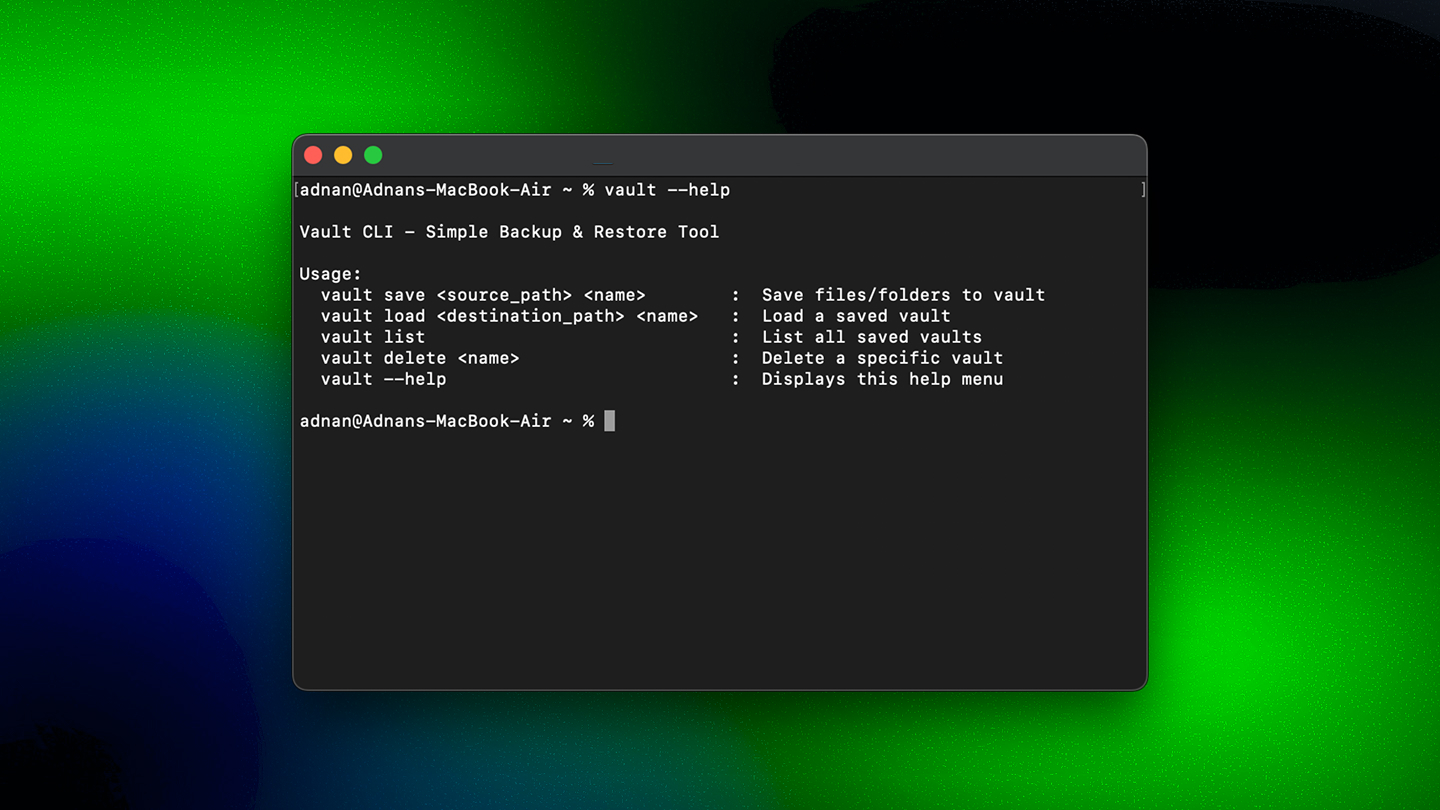 [adnan@Adnans-MacBook-Air ~ % vault --help ]
Vault CLI - Simple Backup & Restore Tool
Usage:
vault save <source_path> <name> : Save files/folders to vault
vault load <destination_path> <name> : Load a saved vault
vault list : List all saved vaults
vault delete <name> : Delete a specific vault
vault --help : Displays this help menu
adnan@Adnans-MacBook-Air ~ %